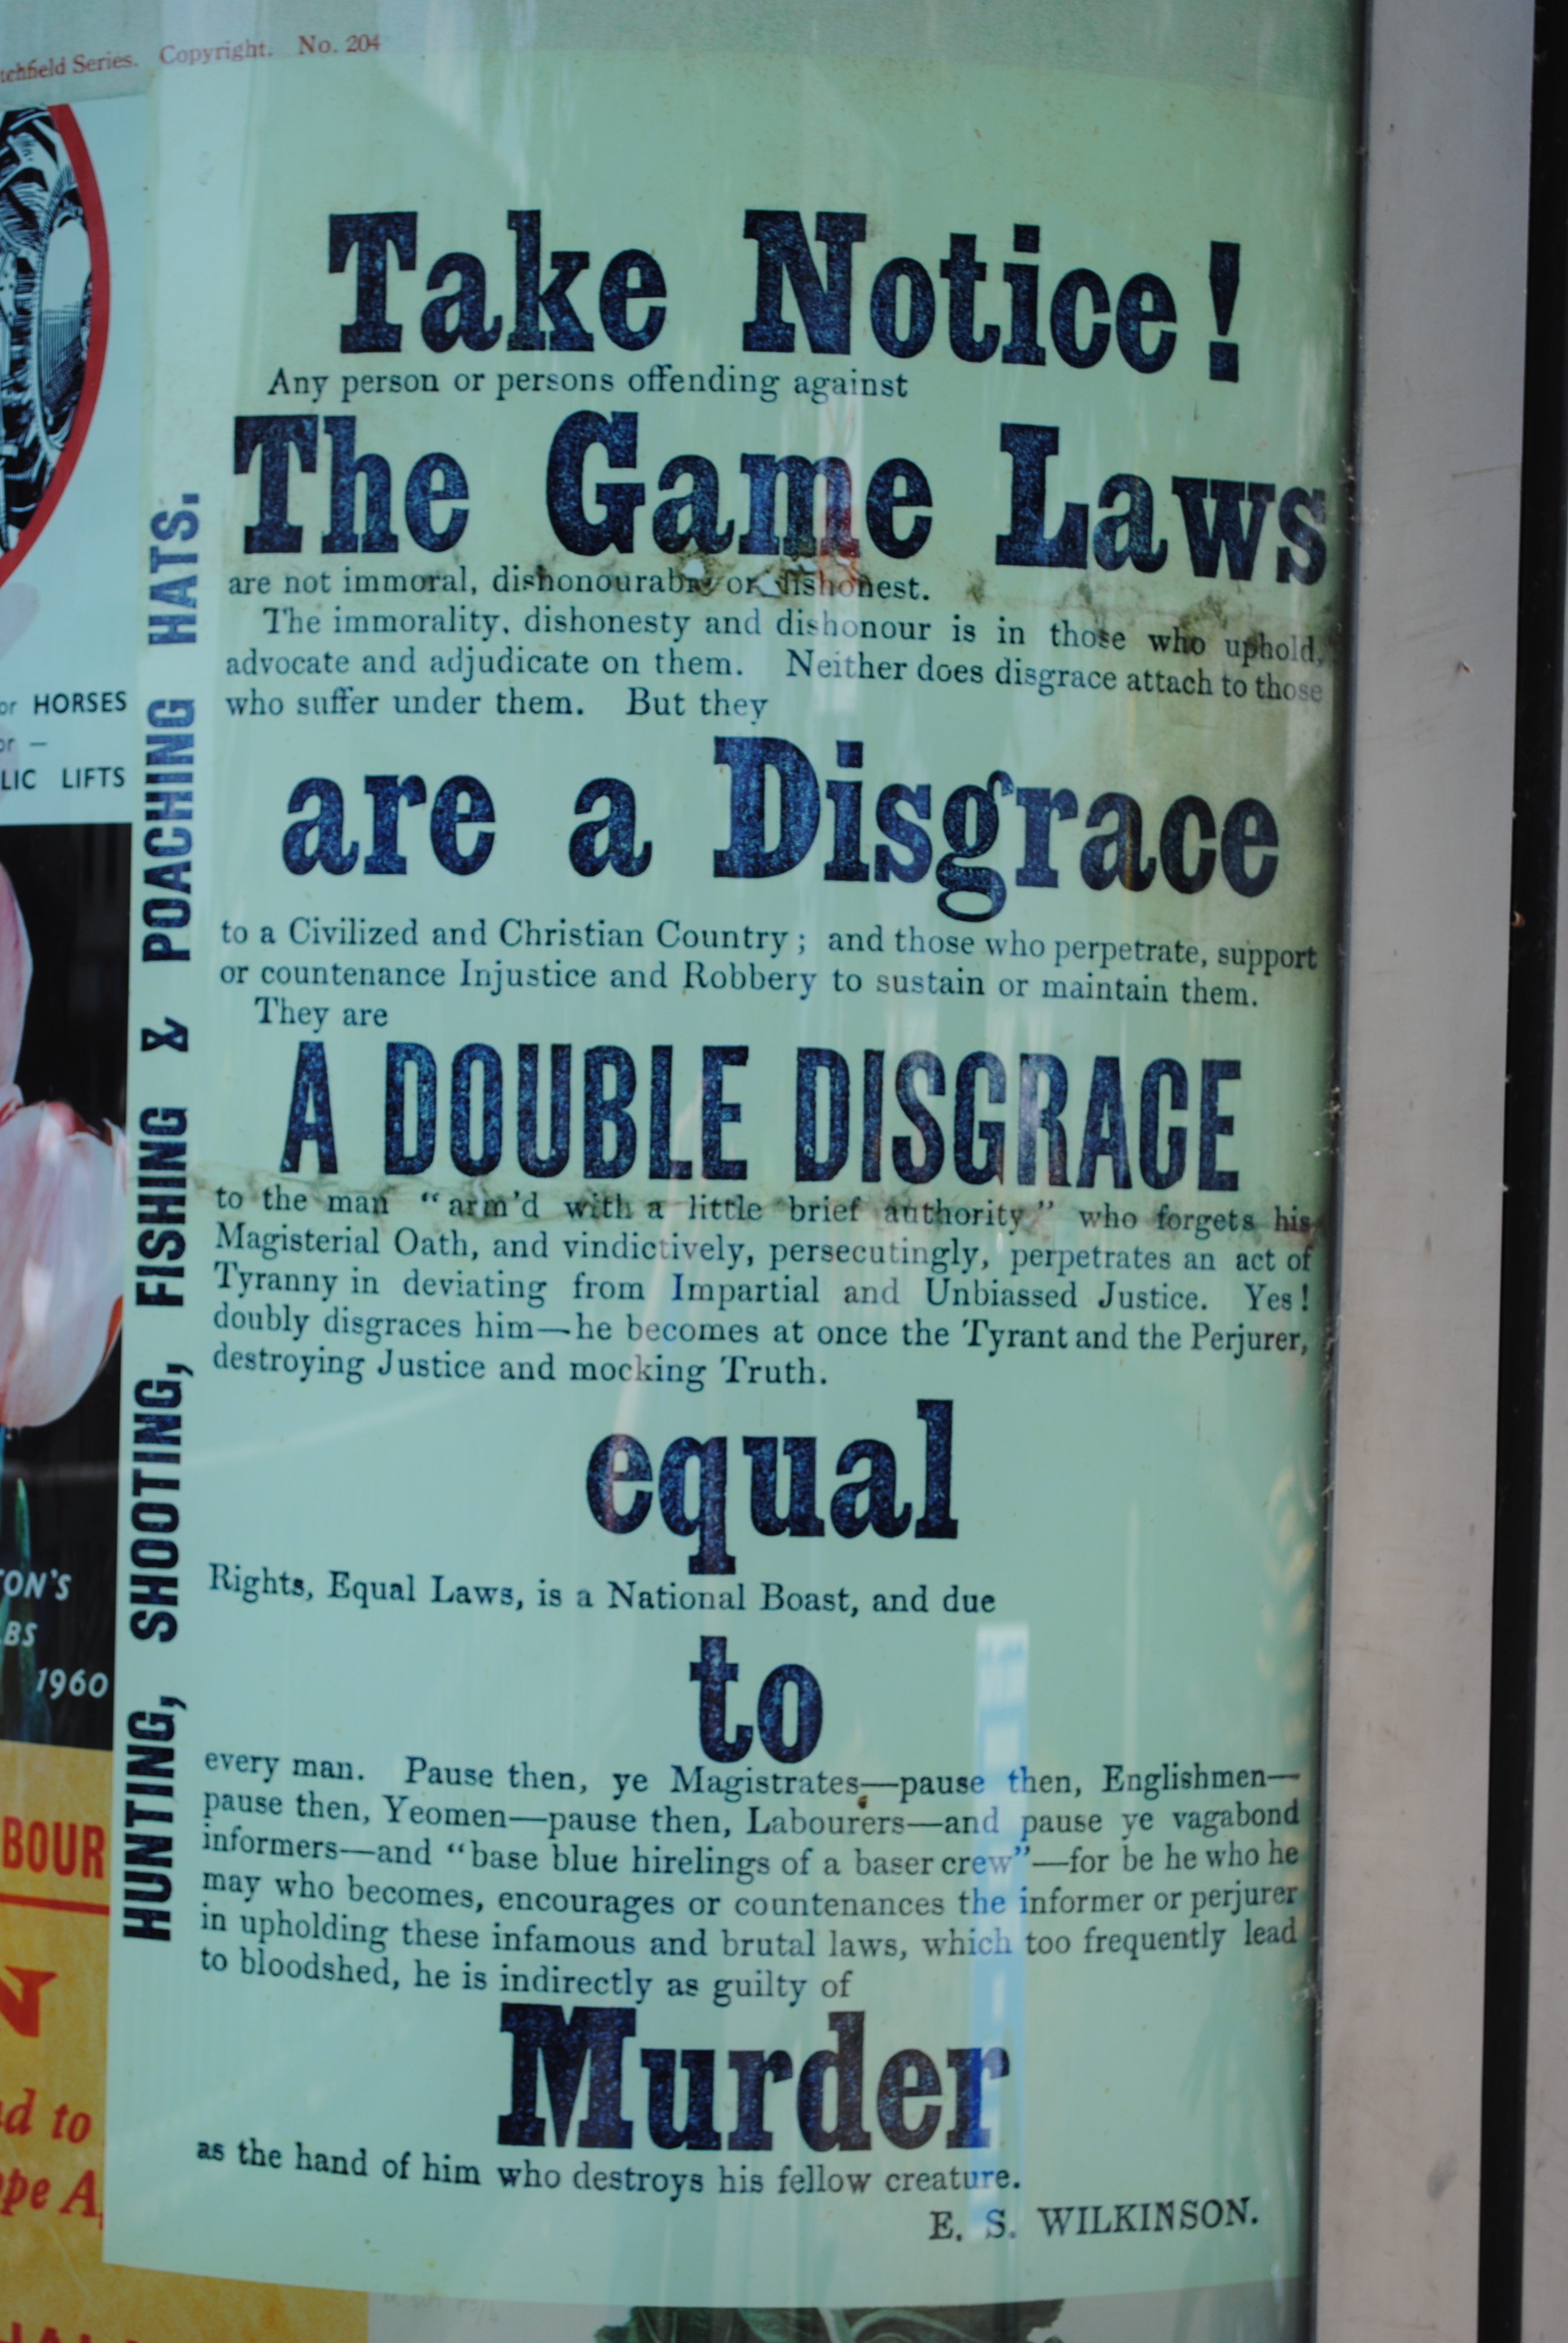 Series. Copyright. No. 204
Take Notice!
Any person or persons offending against
The Game Laws
are not immoral, dishonourable or dishonest.
The immorality, dishonesty and dishonour is in those who uphold,
advocate and adjudicate on them. Neither does disgrace attach to those
who suffer under them. But they
are a Disgrace
to a Civilized and Christian Country; and those who perpetrate, support
or countenance Injustice and Robbery to sustain or maintain them.
They are
A DOUBLE DISGRACE
to the man "arm'd with a little brief authority" who forgets his
Magisterial Oath, and vindictively, persecutingly, perpetrates an act of
Tyranny in deviating from Impartial and Unbiassed Justice. Yes!
doubly disgraces him—he becomes at once the Tyrant and the Perjurer,
destroying Justice and mocking Truth.
equal
Rights, Equal Laws, is a National Boast, and due
to
every man. Pause then, ye Magistrates—pause then, Englishmen—
pause then, Yeomen—pause then, Labourers—and pause ye vagabond
informers—and "base blue hirelings of a baser crew"—for be he who he
may who becomes, encourages or countenances the informer or perjurer
in upholding these infamous and brutal laws, which too frequently lead
to bloodshed, he is indirectly as guilty of
Murder
as the hand of him who destroys his fellow creature.
E. S. WILKINSON.
HUNTING, SHOOTING, FISHING & POACHING HATS.
or HORSES
or —
LIC LIFTS
TON'S
BS
1960
BOUR
N
d to
pe A